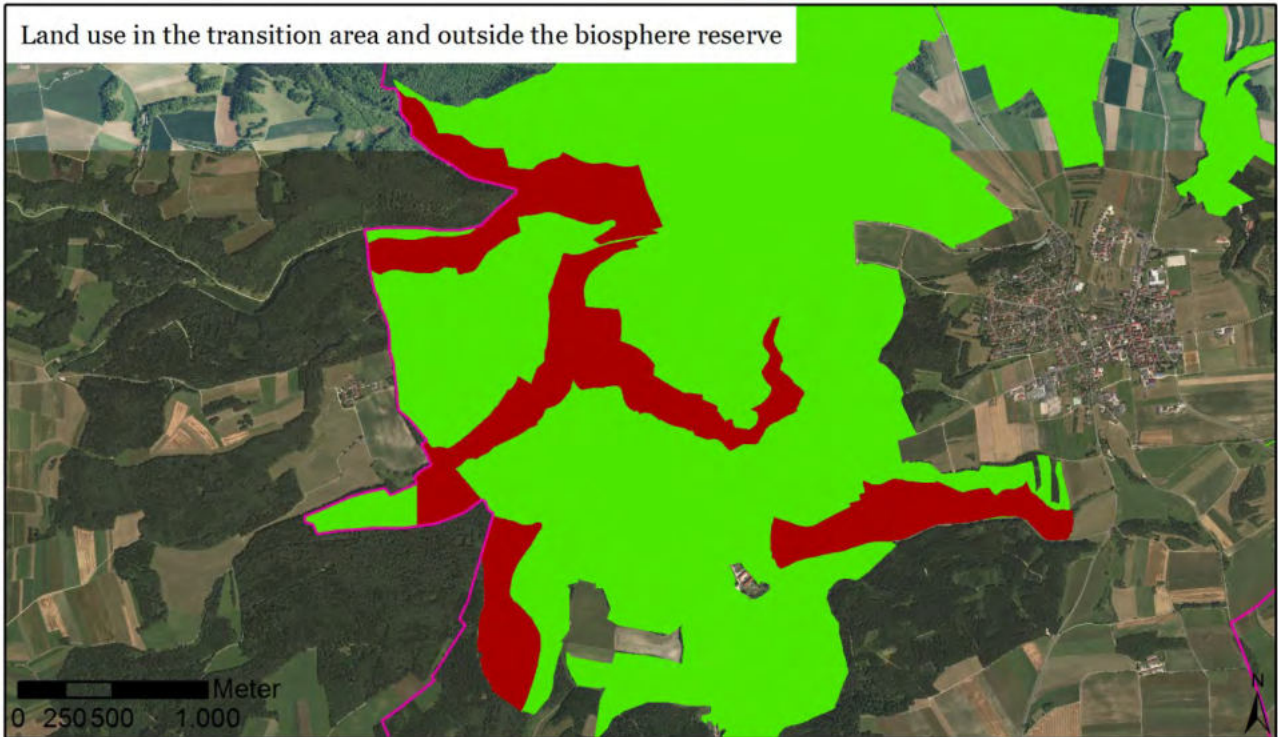 Land use in the transition area and outside the biosphere reserve
Meter
0 250 500 1.000
N